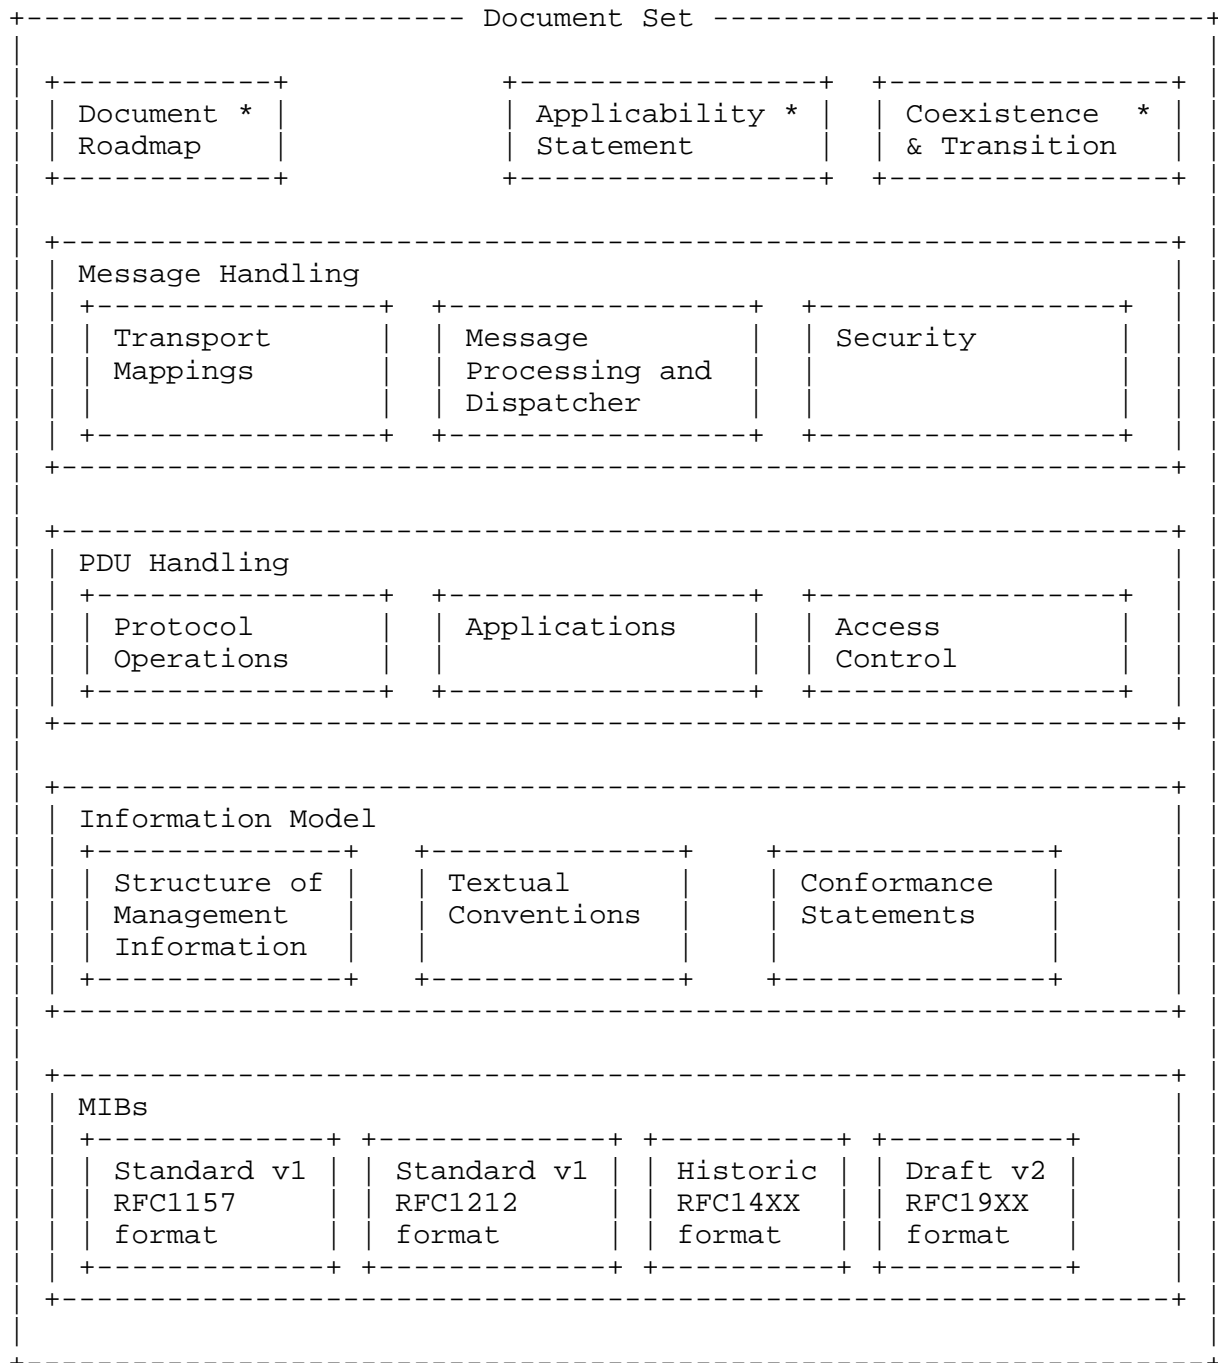 Document Set
Document * Applicability * Coexistence *
Roadmap Statement & Transition
Message Handling
Transport Message Security
Mappings Processing and
Dispatcher
PDU Handling
Protocol Applications Access
Operations Control
Information Model
Structure of Textual Conformance
Management Conventions Statements
Information
MIBs
Standard v1 Standard v1 Historic Draft v2
RFC1157 RFC1212 RFC14XX RFC19XX
format format format format